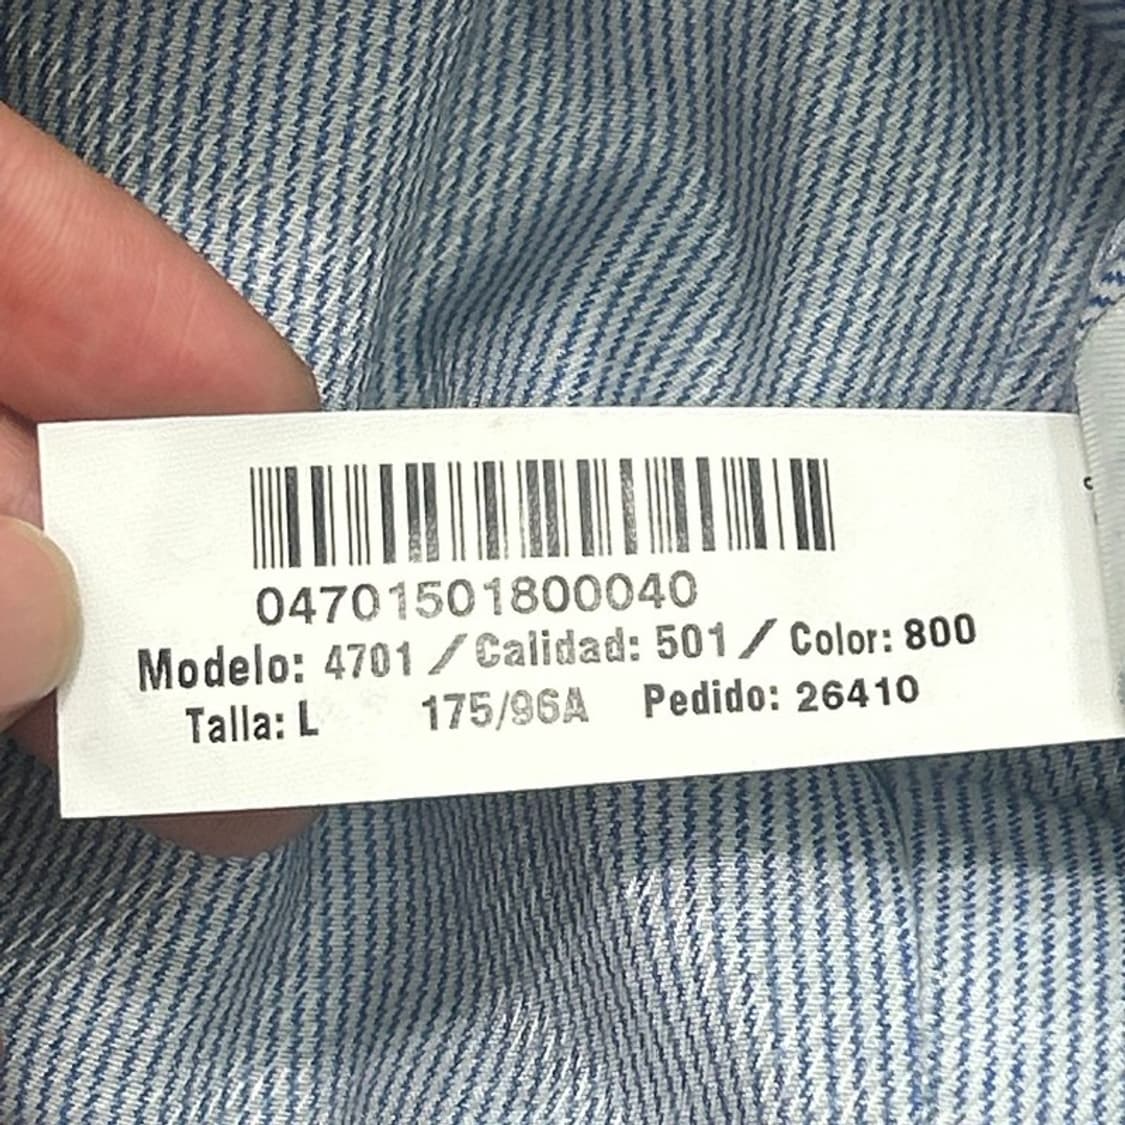 04701501800040
Modelo: 4701 / Calidad: 501 / Color: 800
Talla: L 175/96A Pedido: 26410